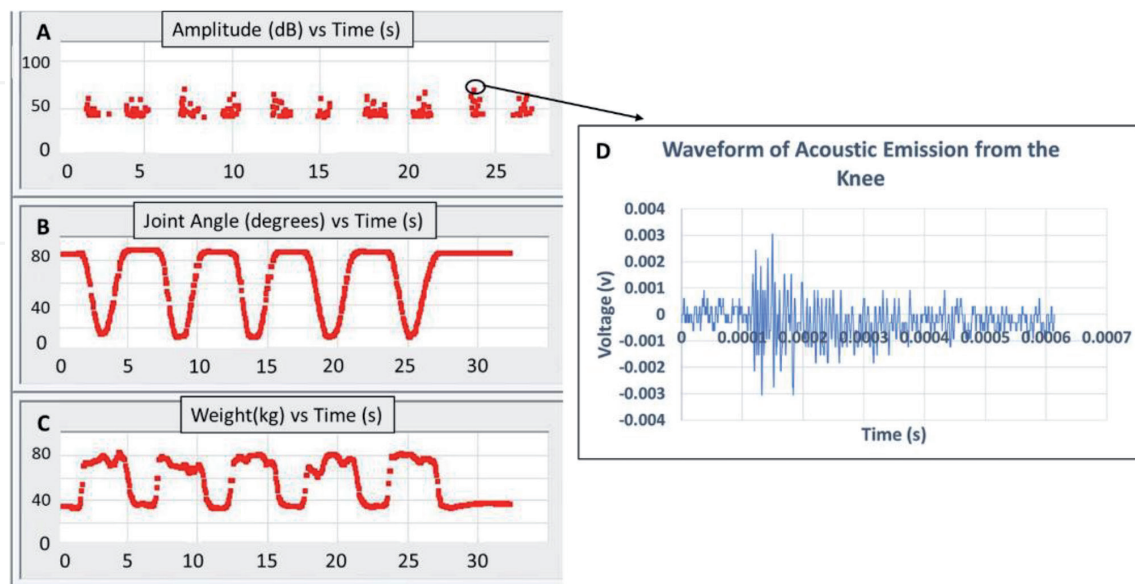 A
Amplitude (dB) vs Time (s)
100
50
0
0 5 10 15 20 25
B
Joint Angle (degrees) vs Time (s)
80
40
0
0 5 10 15 20 25 30
C
Weight(kg) vs Time (s)
80
40
0
0 5 10 15 20 25 30
D
Waveform of Acoustic Emission from the
Knee
0.004
0.003
0.002
0.001
0
-0.001
-0.002
-0.003
-0.004
Voltage (v)
0 0.0001 0.0002 0.0003 0.0004 0.0005 0.0006 0.0007
Time (s)